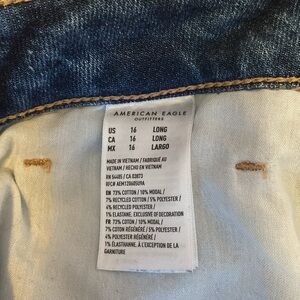 AMERICAN EAGLE
OUTFITTERS
US 16 LONG
CA 16 LONG
MX 16 LARGO
MADE IN VIETNAM / FABRIQUÉ AU
VIETNAM / HECHO EN VIETNAM
RN 54485 / CA 03873
RFC#
EN 73% COTTON / 10% MODAL /
7% RECYCLED COTTON / 5% POLYESTER /
4% RECYCLED POLYESTER /
1% ELASTANE, EXCLUSIVE OF DECORATION
FR 73% COTON / 10% MODAL /
7% COTON RÉGÉNÉRÉ / 5% POLYESTER /
4% POLYESTER RÉGÉNÉRÉ /
1% ÉLASTHANNE, À L'EXCEPTION DE LA
GARNITURE